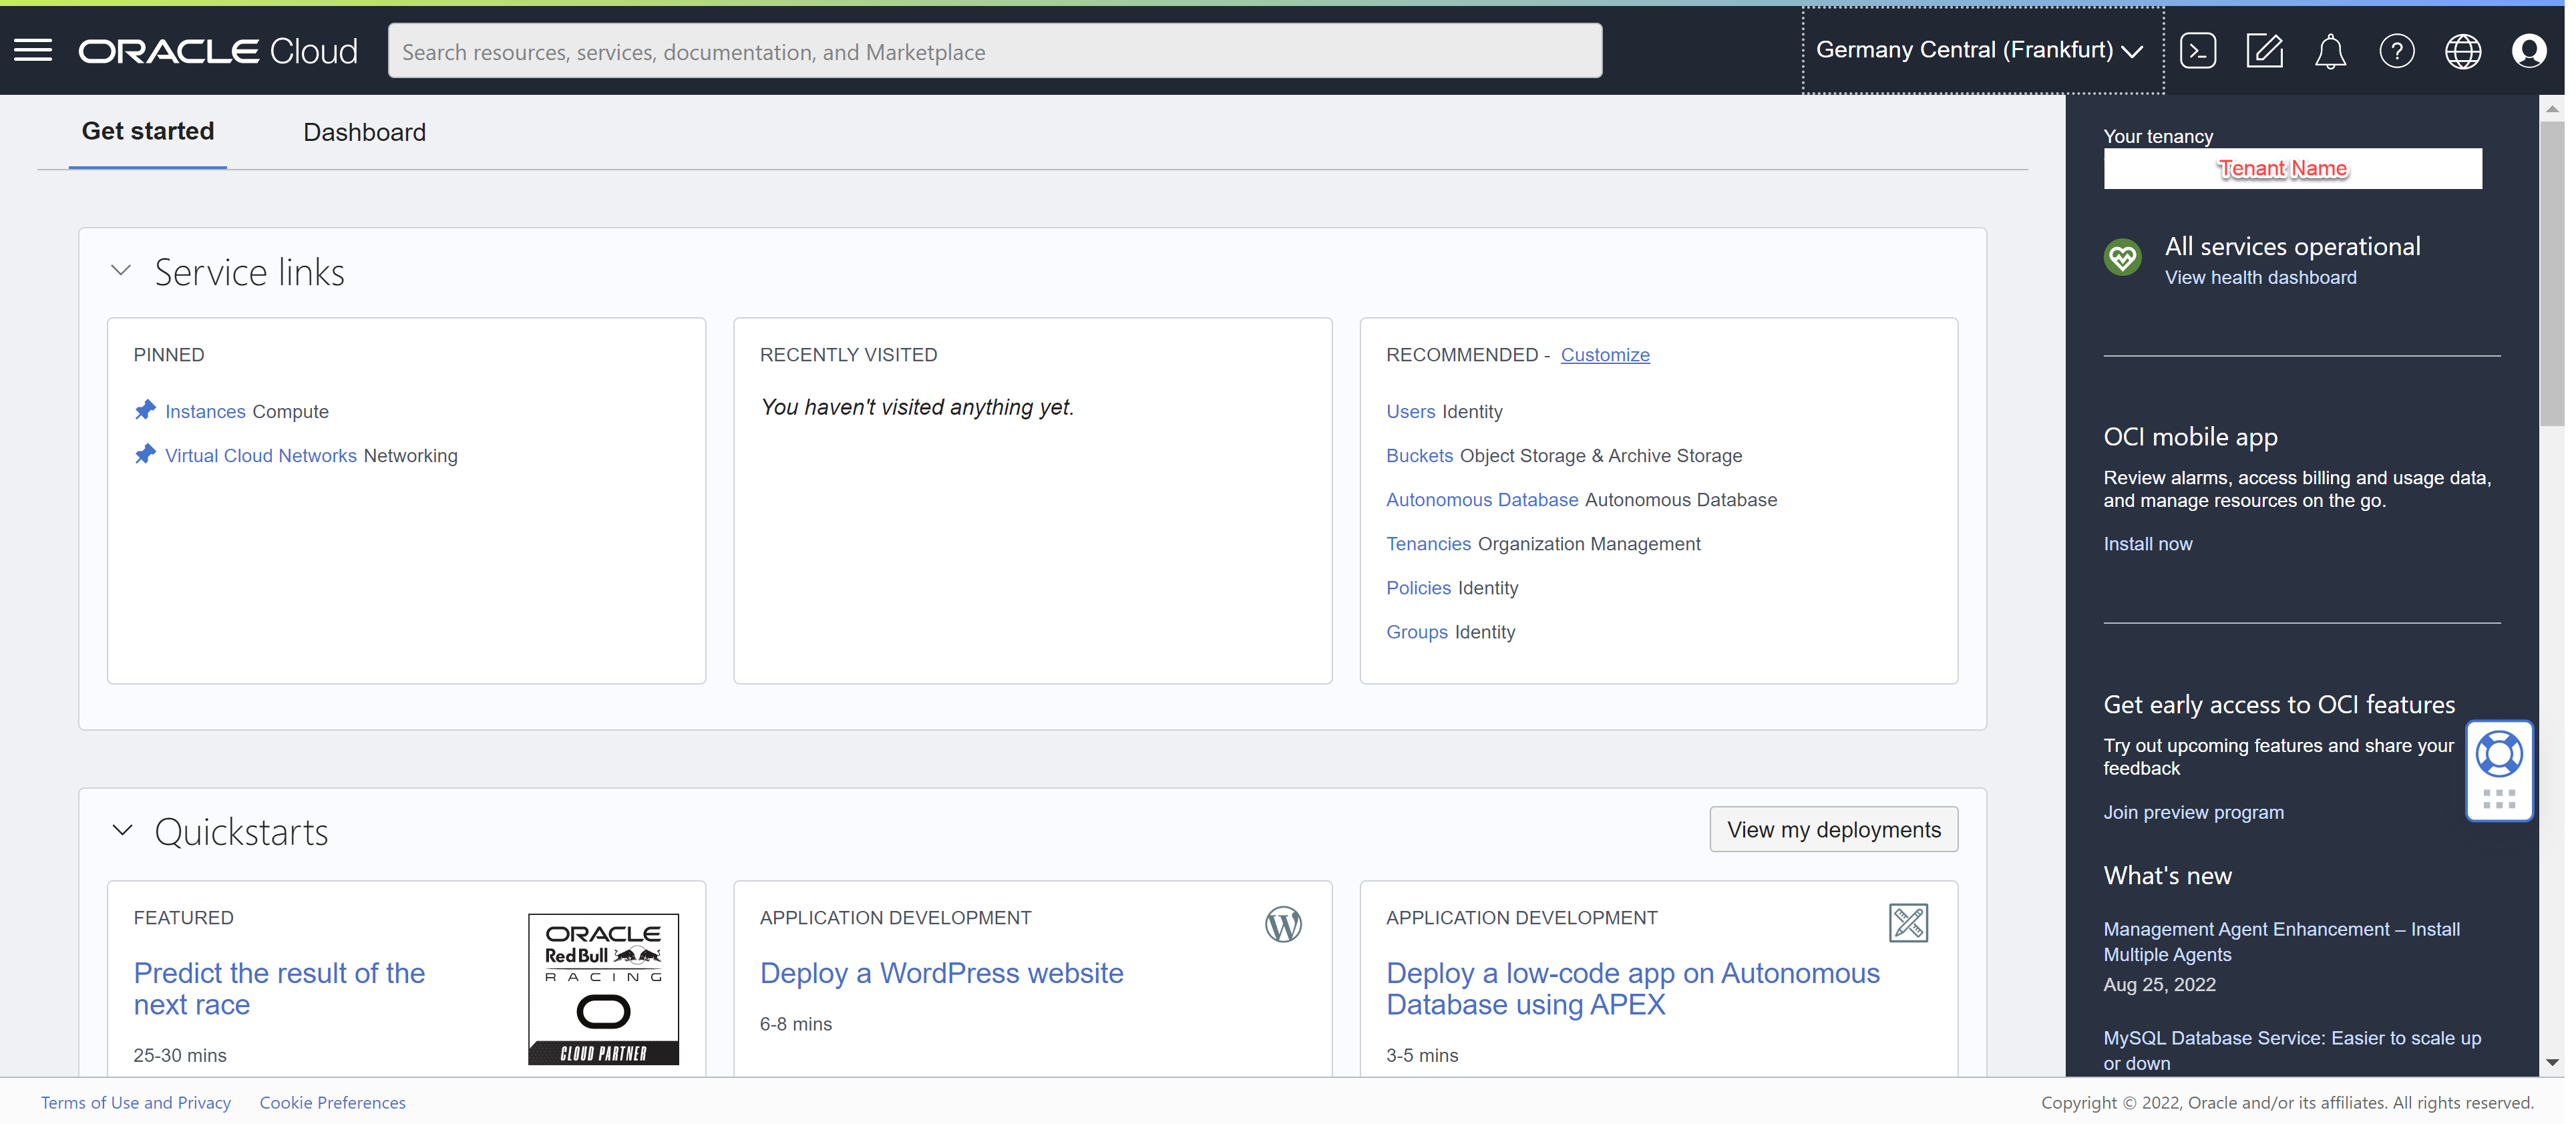 ORACLE Cloud
Search resources, services, documentation, and Marketplace
Germany Central (Frankfurt)
Get started
Dashboard
Service links
PINNED
Instances Compute
Virtual Cloud Networks Networking
RECENTLY VISITED
You haven't visited anything yet.
RECOMMENDED - Customize
Users Identity
Buckets Object Storage & Archive Storage
Autonomous Database Autonomous Database
Tenancies Organization Management
Policies Identity
Groups Identity
Quickstarts
View my deployments
FEATURED
Predict the result of the
next race
25-30 mins
ORACLE
Red Bull
RACING
CLOUD PARTNER
APPLICATION DEVELOPMENT
Deploy a WordPress website
6-8 mins
APPLICATION DEVELOPMENT
Deploy a low-code app on Autonomous
Database using APEX
3-5 mins
Your tenancy
Tenant Name
All services operational
View health dashboard
OCI mobile app
Review alarms, access billing and usage data,
and manage resources on the go.
Install now
Get early access to OCI features
Try out upcoming features and share your
feedback
Join preview program
What's new
Management Agent Enhancement – Install
Multiple Agents
Aug 25, 2022
MySQL Database Service: Easier to scale up
or down
Terms of Use and Privacy
Cookie Preferences
Copyright © 2022, Oracle and/or its affiliates. All rights reserved.